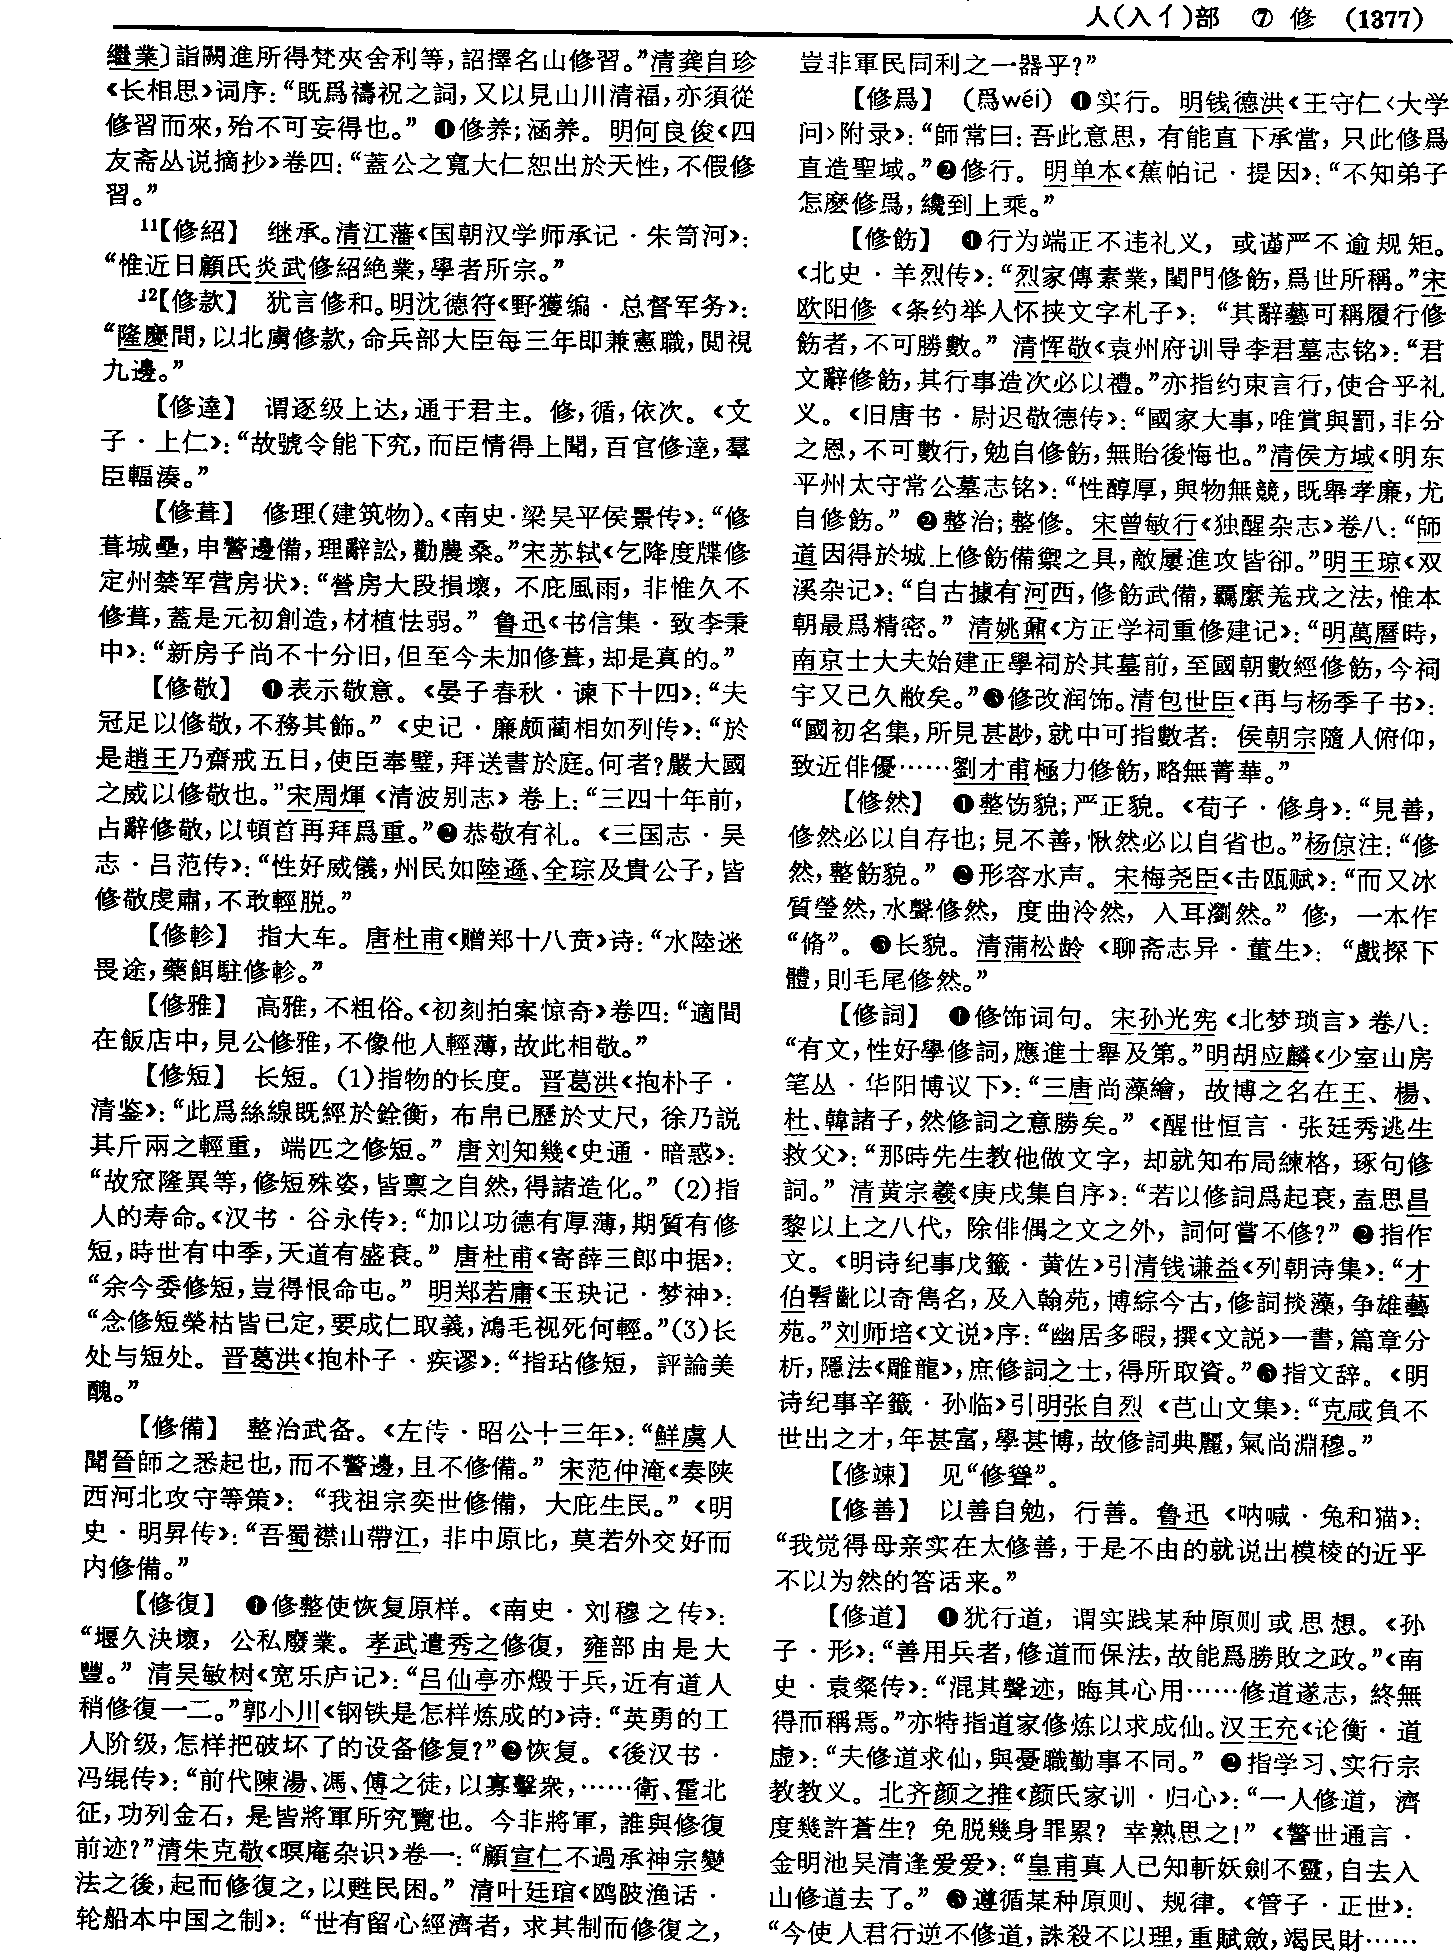 人(入亻)部 ⑦ 修 (1377)
繼業〕詣闕進所得梵夾舍利等，詔擇名山修習。”清龚自珍
《长相思》词序：“既爲禱祝之詞，又以見山川清福，亦須從
修習而來，殆不可妄得也。” ❶修养；涵养。 明何良俊《四
友斋丛说摘抄》卷四：“蓋公之寬大仁恕出於天性，不假修
習。”
¹¹【修紹】 继承。清江藩《国朝汉学师承记·朱笥河》：
“惟近日顧氏炎武修紹絶業，學者所宗。”
¹²【修款】 犹言修和。明沈德符《野獲编·总督军务》：
“隆慶間，以北虜修款，命兵部大臣每三年即兼憲職，閲視
九邊。”
【修達】 谓逐级上达，通于君主。 修，循，依次。《文
子·上仁》：“故號令能下究，而臣情得上聞，百官修達，羣
臣輻湊。”
【修葺】 修理(建筑物)。《南史·梁吴平侯景传》：“修
葺城壘，申警邊備，理辭訟，勸農桑。”宋苏轼《乞降度牒修
定州禁军营房状》：“營房大段損壞，不庇風雨，非惟久不
修葺，蓋是元初創造，材植怯弱。” 鲁迅《书信集·致李秉
中》：“新房子尚不十分旧，但至今未加修葺，却是真的。”
【修敬】 ❶表示敬意。《晏子春秋·谏下十四》：“夫
冠足以修敬，不務其飾。”《史记·廉颇蔺相如列传》：“於
是趙王乃齋戒五日，使臣奉璧，拜送書於庭。何者？嚴大國
之威以修敬也。”宋周煇《清波别志》卷上：“三四十年前，
占辭修敬，以頓首再拜爲重。”❷恭敬有礼。《三国志·吴
志·吕范传》：“性好威儀，州民如陸遜、全琮及貴公子，皆
修敬虔肅，不敢輕脱。”
【修軫】 指大车。唐杜甫《赠郑十八贲》诗：“水陸迷
畏途，藥餌駐修軫。”
【修雅】 高雅，不粗俗。《初刻拍案惊奇》卷四：“適間
在飯店中，見公修雅，不像他人輕薄，故此相敬。”
【修短】 长短。(1)指物的长度。晋葛洪《抱朴子·
清鉴》：“此爲絲線既經於銓衡，布帛已歷於丈尺，徐乃説
其斤兩之輕重，端匹之修短。” 唐刘知幾《史通·暗惑》：
“故窊隆異等，修短殊姿，皆禀之自然，得諸造化。” (2)指
人的寿命。《汉书·谷永传》：“加以功德有厚薄，期質有修
短，時世有中季，天道有盛衰。” 唐杜甫《寄薛三郎中据》：
“余今委修短，豈得恨命屯。” 明郑若庸《玉玦记·梦神》：
“念修短榮枯皆已定，要成仁取義，鴻毛视死何輕。”(3)长
处与短处。晋葛洪《抱朴子·疾谬》：“指玷修短，評論美
醜。”
【修備】 整治武备。《左传·昭公十三年》：“鮮虞人
聞晉師之悉起也，而不警邊，且不修備。” 宋范仲淹《奏陕
西河北攻守等策》：“我祖宗奕世修備，大庇生民。”《明
史·明昇传》：“吾蜀襟山帶江，非中原比，莫若外交好而
内修備。”
【修復】 ❶修整使恢复原样。《南史·刘穆之传》：
“堰久決壞，公私廢業。孝武遣秀之修復，雍部由是大
豐。” 清吴敏树《宽乐庐记》：“吕仙亭亦燬于兵，近有道人
稍修復一二。”郭小川《钢铁是怎样炼成的》诗：“英勇的工
人阶级，怎样把破坏了的设备修复？”❷恢复。《後汉书·
冯绲传》：“前代陳湯、馮、傅之徒，以寡擊衆，……衛、霍北
征，功列金石，是皆將軍所究覽也。今非將軍，誰與修復
前迹？”清朱克敬《暝庵杂识》卷一：“顧宣仁不過承神宗變
法之後，起而修復之，以甦民困。” 清叶廷琯《鸥陂渔话·
轮船本中国之制》：“世有留心經濟者，求其制而修復之，
豈非軍民同利之一器乎？”
【修爲】 (爲wéi) ❶实行。明钱德洪《王守仁〈大学
问〉附录》：“師常曰：吾此意思，有能直下承當，只此修爲
直造聖域。”❷修行。明单本《蕉帕记·提因》：“不知弟子
怎麽修爲，纔到上乘。”
【修飭】 ❶行为端正不违礼义，或谨严不逾规矩。
《北史·羊烈传》：“烈家傳素業，閨門修飭，爲世所稱。”宋
欧阳修《条约举人怀挟文字札子》：“其辭藝可稱履行修
飭者，不可勝數。” 清恽敬《袁州府训导李君墓志铭》：“君
文辭修飭，其行事造次必以禮。”亦指约束言行，使合乎礼
义。《旧唐书·尉迟敬德传》：“國家大事，唯賞與罰，非分
之恩，不可數行，勉自修飭，無貽後悔也。”清侯方域《明东
平州太守常公墓志铭》：“性醇厚，與物無競，既舉孝廉，尤
自修飭。” ❷整治；整修。宋曾敏行《独醒杂志》卷八：“師
道因得於城上修飭備禦之具，敵屢進攻皆卻。”明王琼《双
溪杂记》：“自古據有河西，修飭武備，羈縻羌戎之法，惟本
朝最爲精密。” 清姚鼐《方正学祠重修建记》：“明萬曆時，
南京士大夫始建正學祠於其墓前，至國朝數經修飭，今祠
宇又已久敝矣。”❸修改润饰。清包世臣《再与杨季子书》：
“國初名集，所見甚尠，就中可指數者：侯朝宗隨人俯仰，
致近俳優……劉才甫極力修飭，略無菁華。”
【修然】 ❶整饬貌；严正貌。《荀子·修身》：“見善，
修然必以自存也；見不善，愀然必以自省也。”杨倞注：“修
然，整飭貌。” ❷形容水声。宋梅尧臣《击瓯赋》：“而又冰
質瑩然，水聲修然，度曲泠然，入耳瀏然。” 修，一本作
“脩”。❸长貌。清蒲松龄《聊斋志异·董生》：“戲探下
體，則毛尾修然。”
【修詞】 ❶修饰词句。宋孙光宪《北梦琐言》卷八：
“有文，性好學修詞，應進士舉及第。”明胡应麟《少室山房
笔丛·华阳博议下》：“三唐尚藻繪，故博之名在王、楊、
杜、韓諸子，然修詞之意勝矣。”《醒世恒言·张廷秀逃生
救父》：“那時先生教他做文字，却就知布局練格，琢句修
詞。” 清黄宗羲《庚戌集自序》：“若以修詞爲起衰，盍思昌
黎以上之八代，除俳偶之文之外，詞何嘗不修？” ❷指作
文。《明诗纪事戊籤·黄佐》引清钱谦益《列朝诗集》：“才
伯髫齔以奇雋名，及入翰苑，博綜今古，修詞掞藻，争雄藝
苑。”刘师培《文说》序：“幽居多暇，撰《文説》一書，篇章分
析，隱法《雕龍》，庶修詞之士，得所取資。”❸指文辞。《明
诗纪事辛籤·孙临》引明张自烈《芑山文集》：“克咸負不
世出之才，年甚富，學甚博，故修詞典麗，氣尚淵穆。”
【修竦】 见“修聳”。
【修善】 以善自勉，行善。鲁迅《呐喊·兔和猫》：
“我觉得母亲实在太修善，于是不由的就说出模棱的近乎
不以为然的答话来。”
【修道】 ❶犹行道，谓实践某种原则或思想。《孙
子·形》：“善用兵者，修道而保法，故能爲勝敗之政。”《南
史·袁粲传》：“混其聲迹，晦其心用……修道遂志，終無
得而稱焉。”亦特指道家修炼以求成仙。汉王充《论衡·道
虚》：“夫修道求仙，與憂職勤事不同。” ❷指学习、实行宗
教教义。北齐颜之推《颜氏家训·归心》：“一人修道，濟
度幾許蒼生？免脱幾身罪累？幸熟思之！”《警世通言·
金明池吴清逢爱爱》：“皇甫真人已知斬妖劍不靈，自去入
山修道去了。” ❸遵循某种原则、规律。《管子·正世》：
“今使人君行逆不修道，誅殺不以理，重賦斂，竭民財……